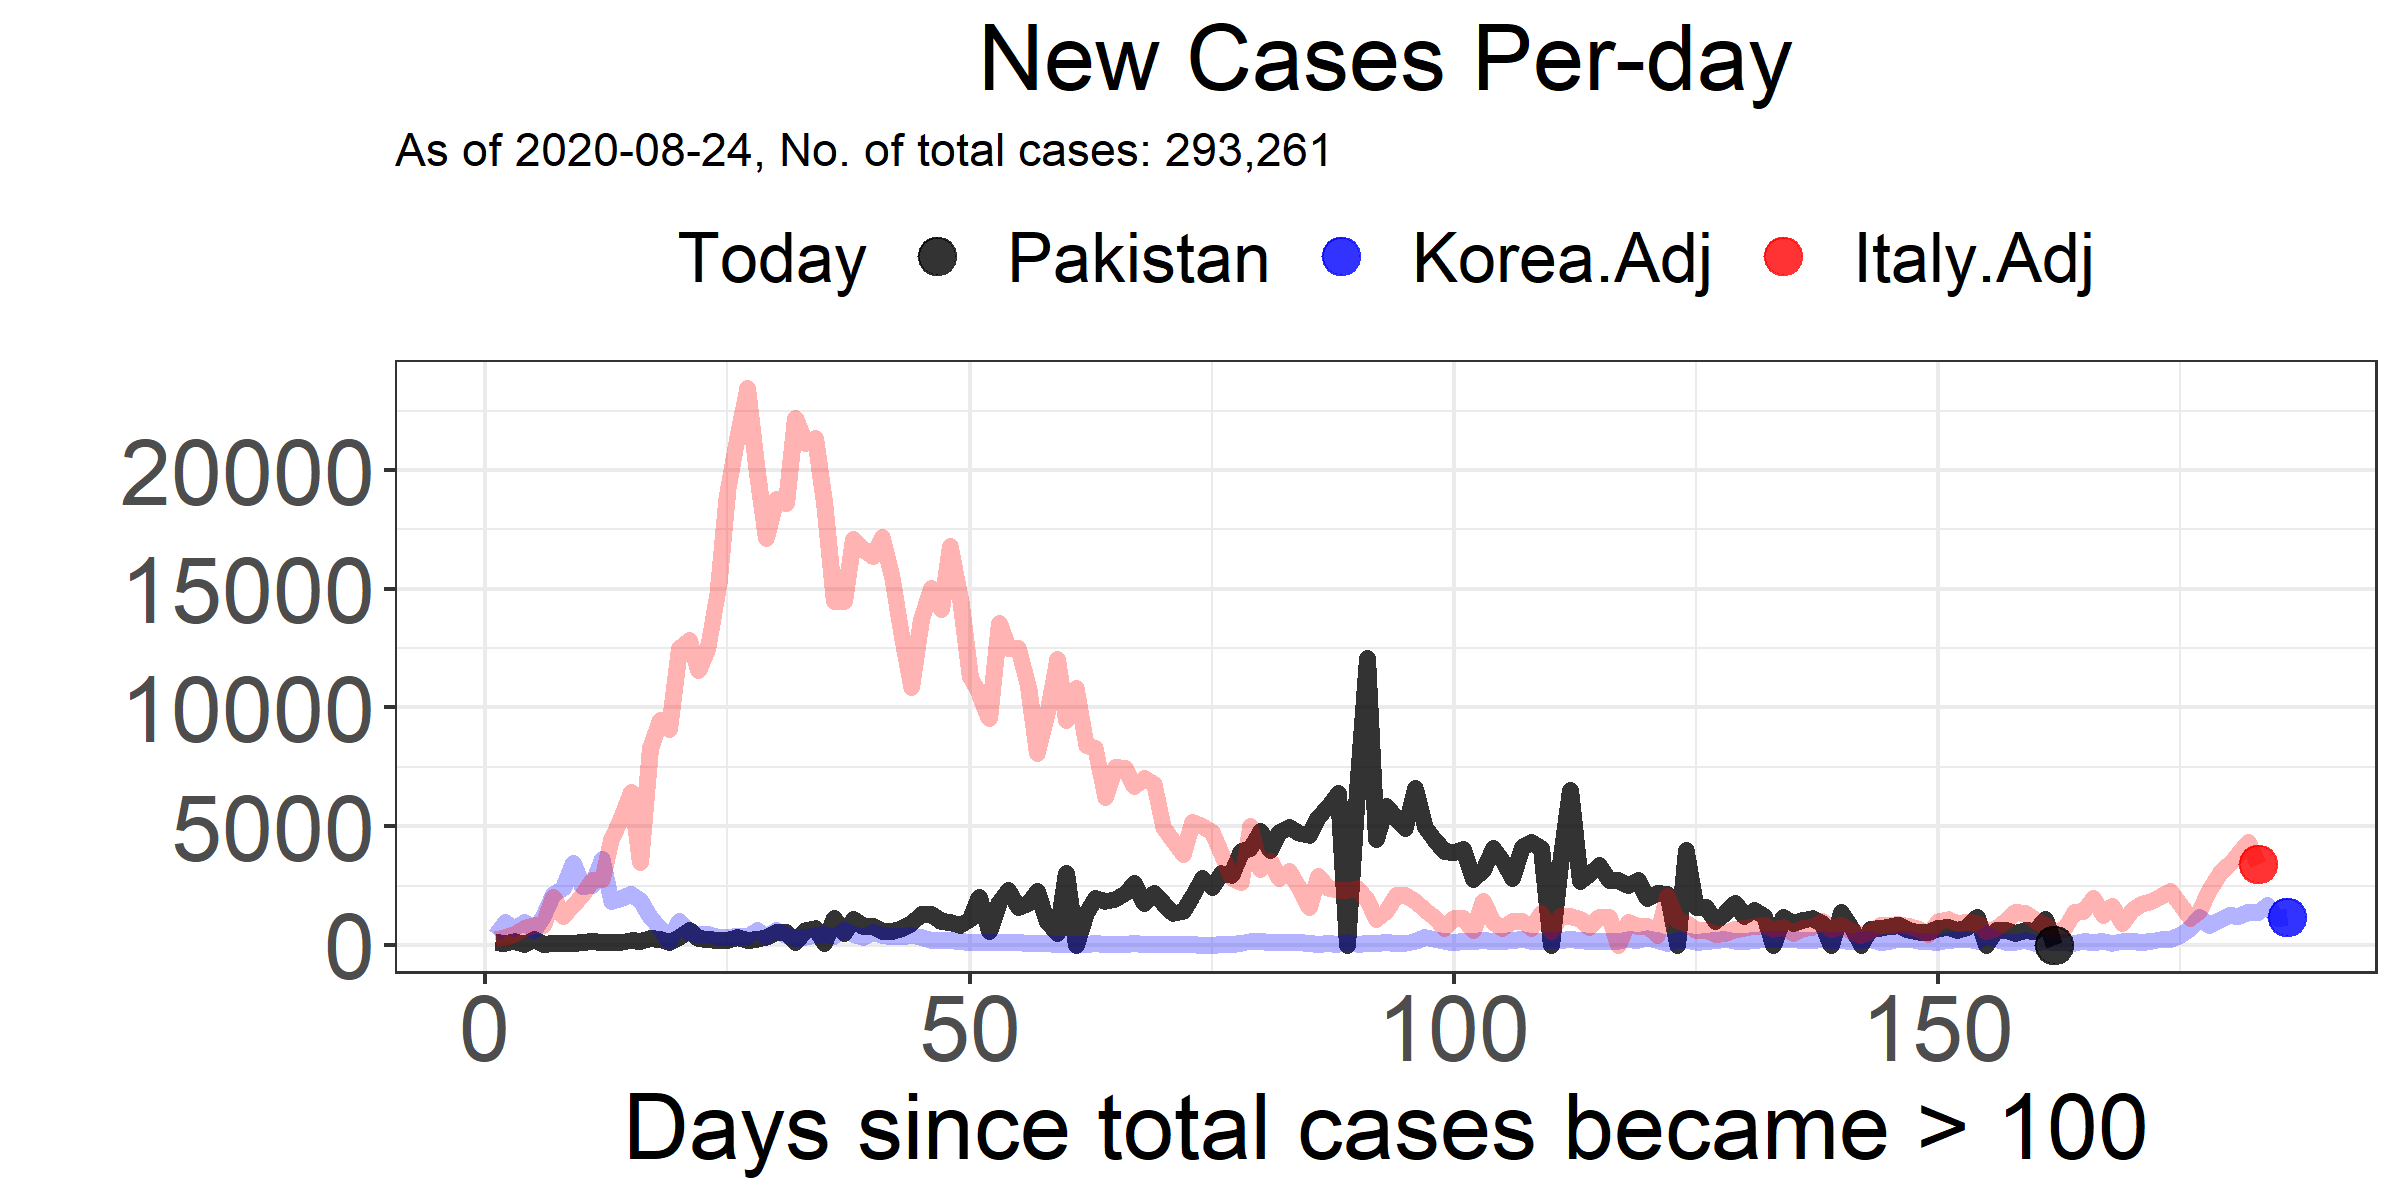 New Cases Per-day
As of 2020-08-24, No. of total cases: 293,261
Today Pakistan Korea.Adj Italy.Adj
20000
15000
10000
5000
0
0 50 100 150
Days since total cases became > 100